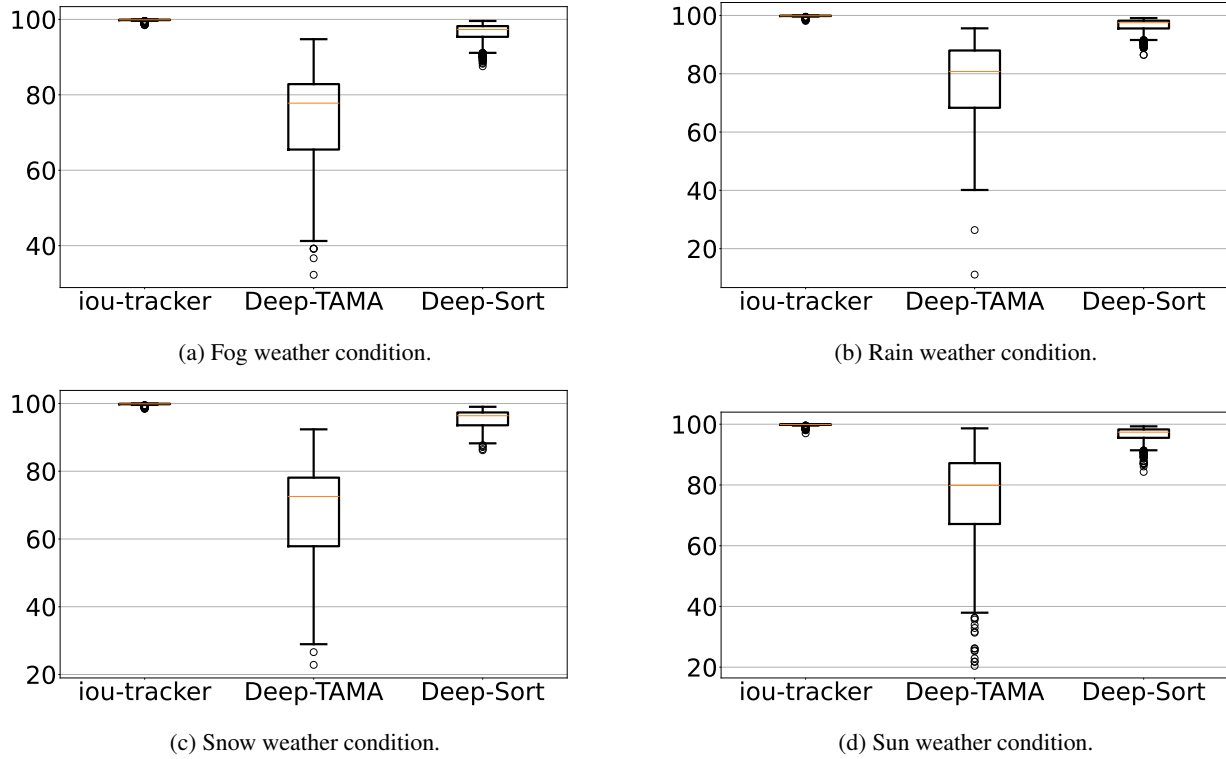 100
80
60
40
iou-tracker Deep-TAMA Deep-Sort
(a) Fog weather condition.
100
80
60
40
20
iou-tracker Deep-TAMA Deep-Sort
(b) Rain weather condition.
100
80
60
40
20
iou-tracker Deep-TAMA Deep-Sort
(c) Snow weather condition.
100
80
60
40
20
iou-tracker Deep-TAMA Deep-Sort
(d) Sun weather condition.